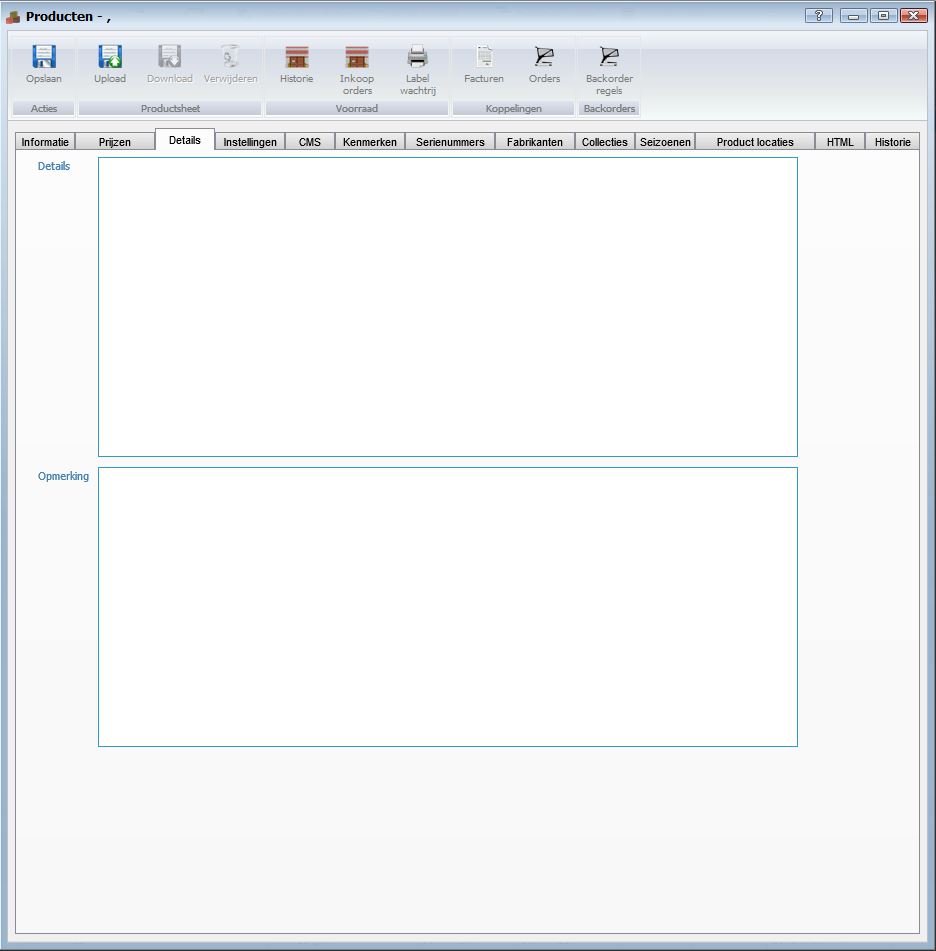 Producten - ,
?
Opslaan
Upload
Download
Verwijderen
Historie
Inkoop
orders
Label
wachtrij
Facturen
Orders
Backorder
regels
Acties
Productsheet
Voorraad
Koppelingen
Backorders
Informatie
Prijzen
Details
Instellingen
CMS
Kenmerken
Serienummers
Fabrikanten
Collecties
Seizoenen
Product locaties
HTML
Historie
Details
Opmerking